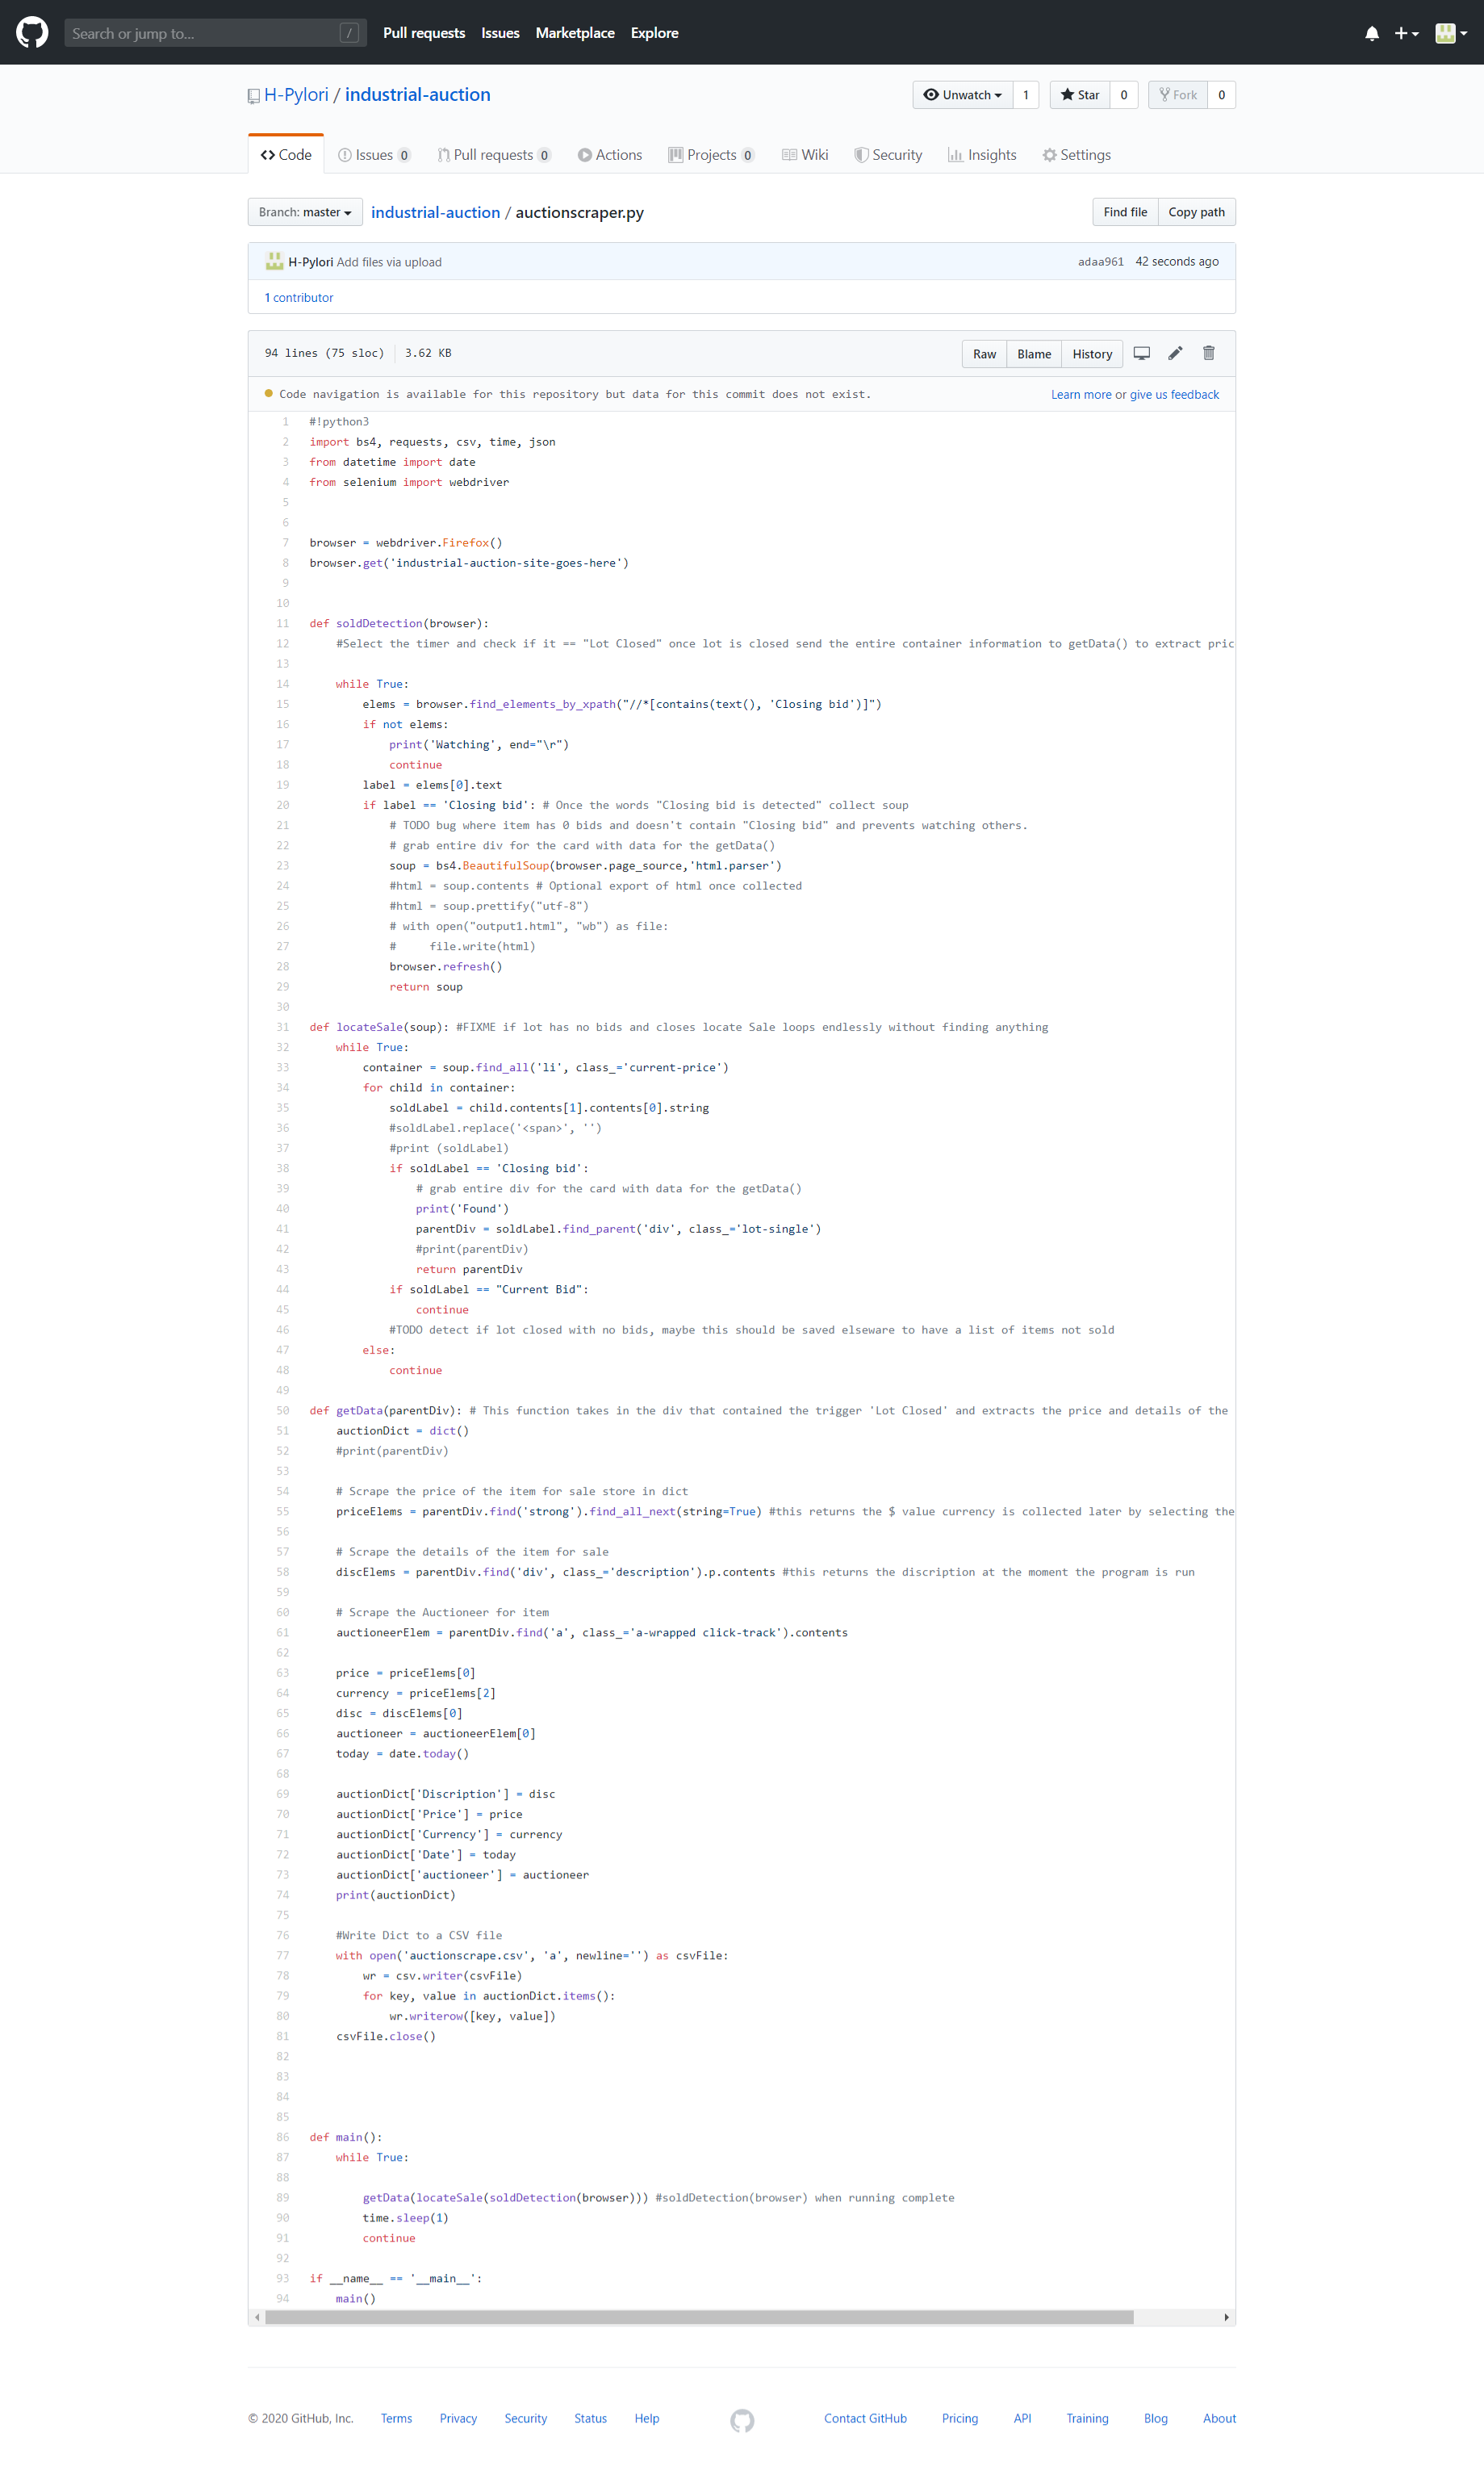 Search or jump to... / Pull requests Issues Marketplace Explore
H-Pylori / industrial-auction Unwatch 1 Star 0 Fork 0
Code Issues 0 Pull requests 0 Actions Projects 0 Wiki Security Insights Settings
Branch: master industrial-auction / auctionscraper.py Find file Copy path
H-Pylori Add files via upload adaa961 42 seconds ago
1 contributor
94 lines (75 sloc) 3.62 KB Raw Blame History
Code navigation is available for this repository but data for this commit does not exist. Learn more or give us feedback
1 #!python3
2 import bs4, requests, csv, time, json
3 from datetime import date
4 from selenium import webdriver
5
6
7 browser = webdriver.Firefox()
8 browser.get('industrial-auction-site-goes-here')
9
10
11 def soldDetection(browser):
12     #Select the timer and check if it == "Lot Closed" once lot is closed send the entire container information to getData() to extract pric
13
14     while True:
15         elems = browser.find_elements_by_xpath("//*[contains(text(), 'Closing bid')]")
16         if not elems:
17             print('Watching', end="\r")
18             continue
19         label = elems[0].text
20         if label == 'Closing bid': # Once the words "Closing bid is detected" collect soup
21             # TODO bug where item has 0 bids and doesn't contain "Closing bid" and prevents watching others.
22             # grab entire div for the card with data for the getData()
23             soup = bs4.BeautifulSoup(browser.page_source,'html.parser')
24             #html = soup.contents # Optional export of html once collected
25             #html = soup.prettify("utf-8")
26             # with open("output1.html", "wb") as file:
27             #     file.write(html)
28             browser.refresh()
29             return soup
30
31 def locateSale(soup): #FIXME if lot has no bids and closes locate Sale loops endlessly without finding anything
32     while True:
33         container = soup.find_all('li', class_='current-price')
34         for child in container:
35             soldLabel = child.contents[1].contents[0].string
36             #soldLabel.replace('<span>', '')
37             #print (soldLabel)
38             if soldLabel == 'Closing bid':
39                 # grab entire div for the card with data for the getData()
40                 print('Found')
41                 parentDiv = soldLabel.find_parent('div', class_='lot-single')
42                 #print(parentDiv)
43                 return parentDiv
44             if soldLabel == "Current Bid":
45                 continue
46             #TODO detect if lot closed with no bids, maybe this should be saved elseware to have a list of items not sold
47         else:
48             continue
49
50 def getData(parentDiv): # This function takes in the div that contained the trigger 'Lot Closed' and extracts the price and details of the
51     auctionDict = dict()
52     #print(parentDiv)
53
54     # Scrape the price of the item for sale store in dict
55     priceElems = parentDiv.find('strong').find_all_next(string=True) #this returns the $ value currency is collected later by selecting the
56
57     # Scrape the details of the item for sale
58     discElems = parentDiv.find('div', class_='description').p.contents #this returns the discription at the moment the program is run
59
60     # Scrape the Auctioneer for item
61     auctioneerElem = parentDiv.find('a', class_='a-wrapped click-track').contents
62
63     price = priceElems[0]
64     currency = priceElems[2]
65     disc = discElems[0]
66     auctioneer = auctioneerElem[0]
67     today = date.today()
68
69     auctionDict['Discription'] = disc
70     auctionDict['Price'] = price
71     auctionDict['Currency'] = currency
72     auctionDict['Date'] = today
73     auctionDict['auctioneer'] = auctioneer
74     print(auctionDict)
75
76     #Write Dict to a CSV file
77     with open('auctionscrape.csv', 'a', newline='') as csvFile:
78         wr = csv.writer(csvFile)
79         for key, value in auctionDict.items():
80             wr.writerow([key, value])
81     csvFile.close()
82
83
84
85
86 def main():
87     while True:
88
89         getData(locateSale(soldDetection(browser))) #soldDetection(browser) when running complete
90         time.sleep(1)
91         continue
92
93 if __name__ == '__main__':
94     main()
© 2020 GitHub, Inc. Terms Privacy Security Status Help Contact GitHub Pricing API Training Blog About